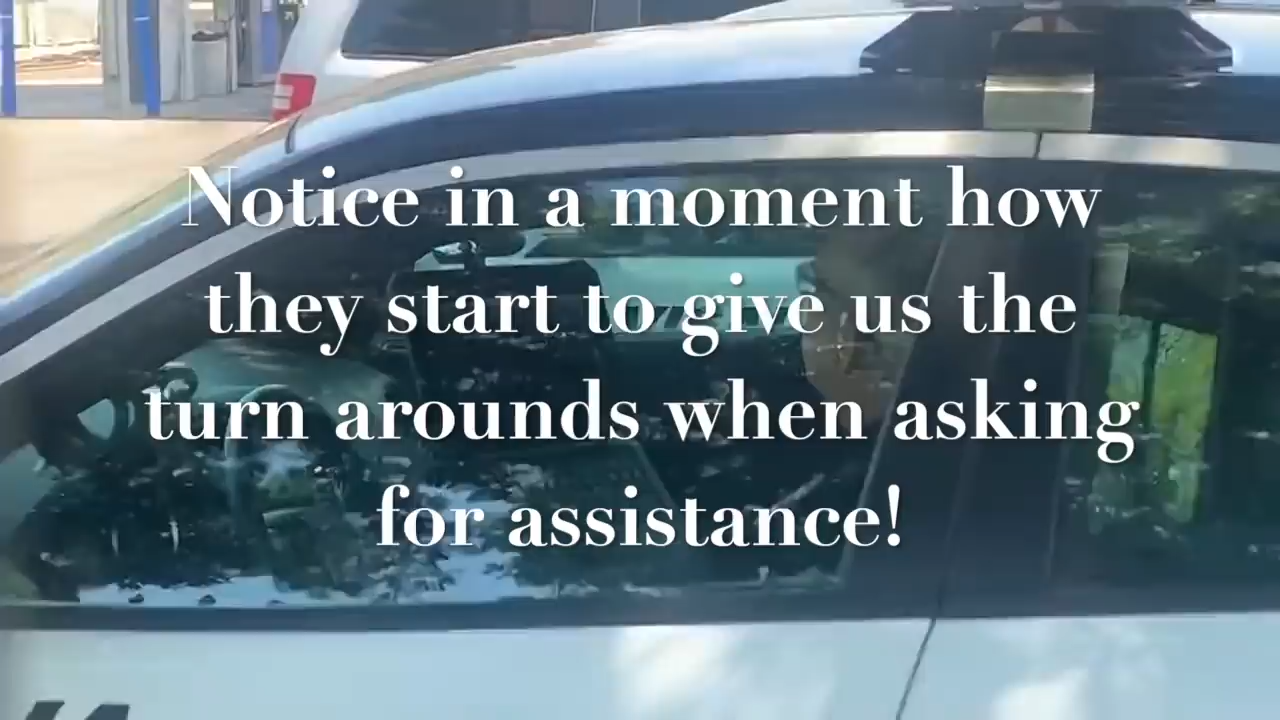 Notice in a moment how
they start to give us the
turn arounds when asking
for assistance!